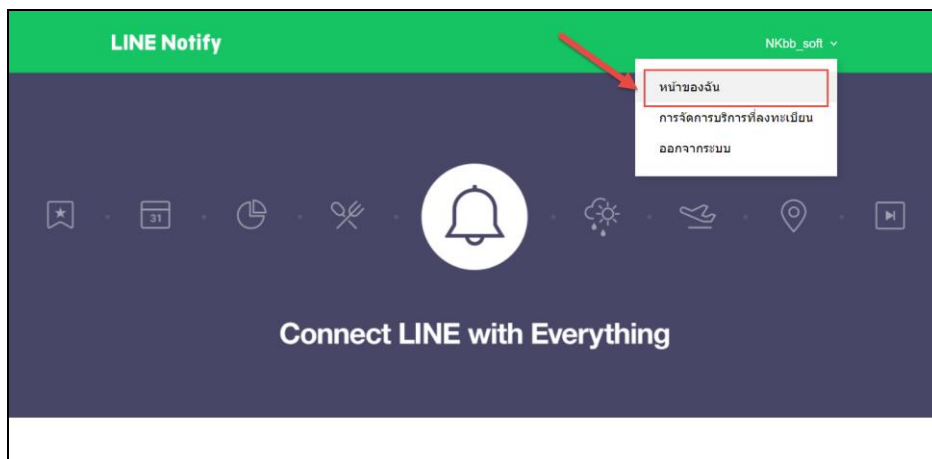 LINE Notify
NKbb_soft
หน้าของฉัน
การจัดการบริการที่ลงทะเบียน
ออกจากระบบ
31
Connect LINE with Everything